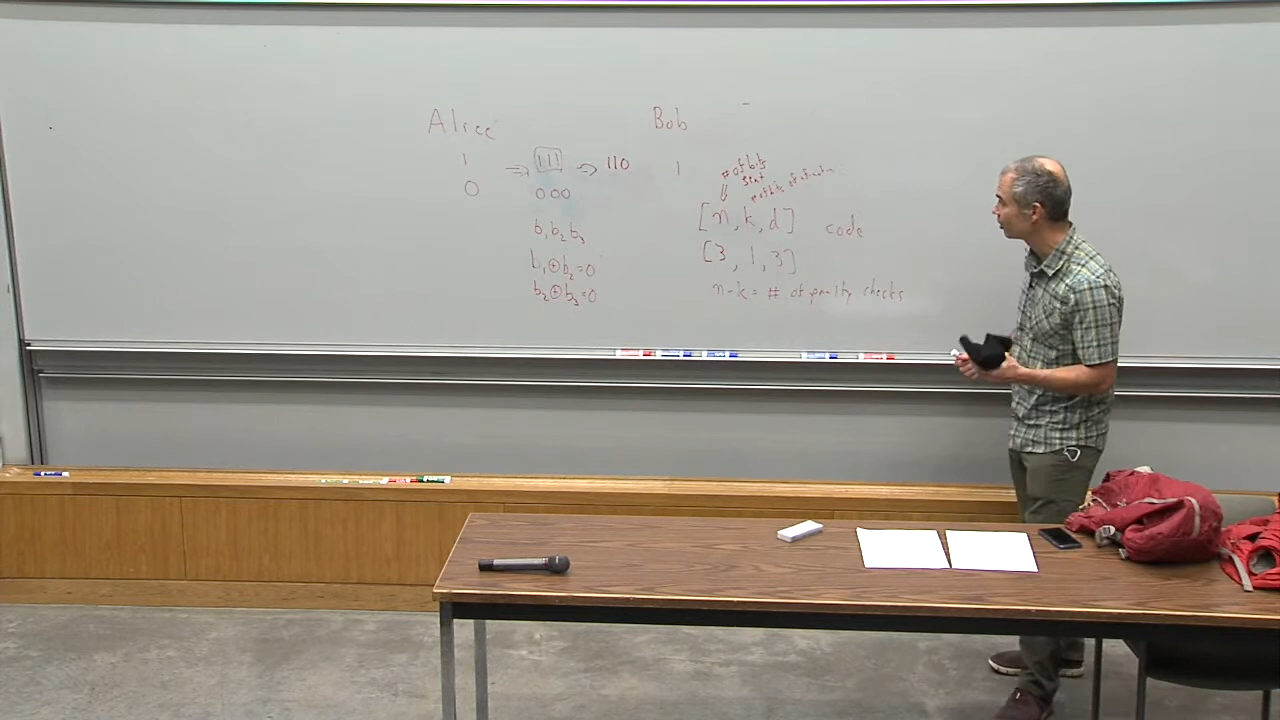 Alice Bob
1 ⇒ 111 ⇒ 110 1
0 000
# of bits
sent
# of bits of
⇓
[n, k, d] code
b₁b₂b₃
[3, 1, 3]
b₁⊕b₂=0
b₂⊕b₃=0
n-k = # of parity checks